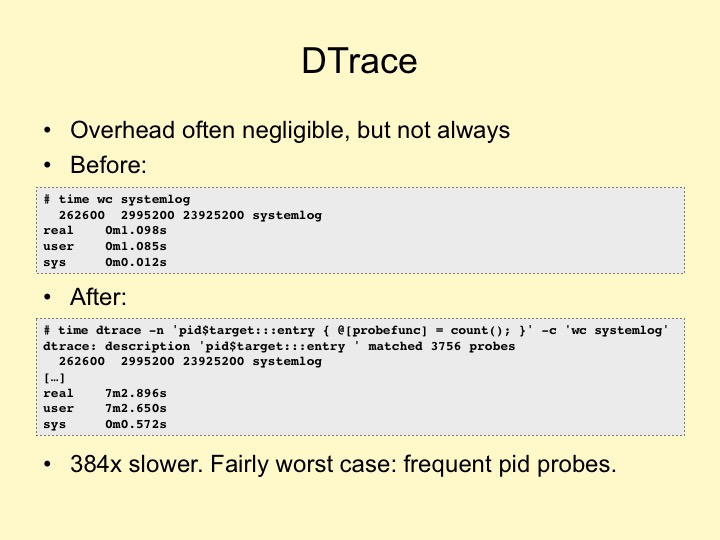 DTrace
• Overhead often negligible, but not always
• Before:
# time wc systemlog
  262600  2995200 23925200 systemlog
real    0m1.098s
user    0m1.085s
sys     0m0.012s
• After:
# time dtrace -n 'pid$target:::entry { @[probefunc] = count(); }' -c 'wc systemlog'
dtrace: description 'pid$target:::entry ' matched 3756 probes
  262600  2995200 23925200 systemlog
[…]
real    7m2.896s
user    7m2.650s
sys     0m0.572s
• 384x slower. Fairly worst case: frequent pid probes.